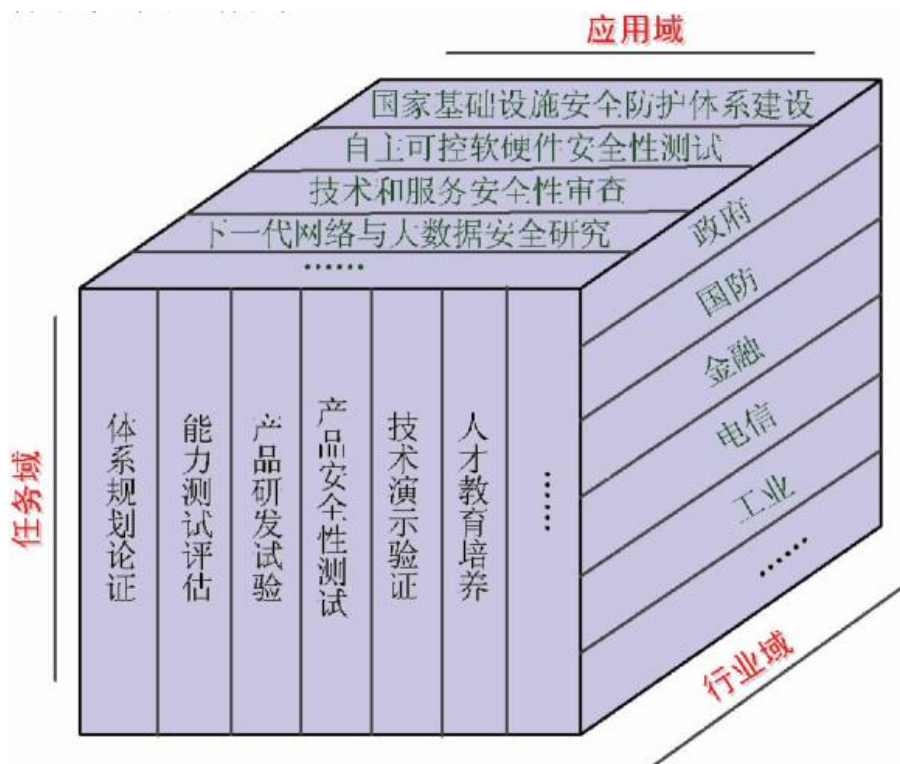 应用域
国家基础设施安全防护体系建设
自主可控软硬件安全性测试
技术和服务安全性审查
下一代网络与大数据安全研究
······
政府
国防
金融
电信
工业
······
行业域
任务域
体系规划论证
能力测试评估
产品研发试验
产品安全性测试
技术演示验证
人才教育培养
······